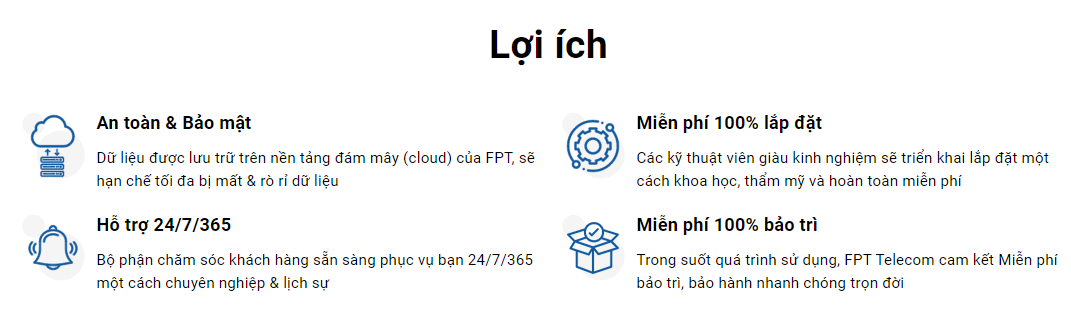 Lợi ích
An toàn & Bảo mật
Dữ liệu được lưu trữ trên nền tảng đám mây (cloud) của FPT, sẽ
hạn chế tối đa bị mất & rò rỉ dữ liệu
Miễn phí 100% lắp đặt
Các kỹ thuật viên giàu kinh nghiệm sẽ triển khai lắp đặt một
cách khoa học, thẩm mỹ và hoàn toàn miễn phí
Hỗ trợ 24/7/365
Bộ phận chăm sóc khách hàng sẵn sàng phục vụ bạn 24/7/365
một cách chuyên nghiệp & lịch sự
Miễn phí 100% bảo trì
Trong suốt quá trình sử dụng, FPT Telecom cam kết Miễn phí
bảo trì, bảo hành nhanh chóng trọn đời